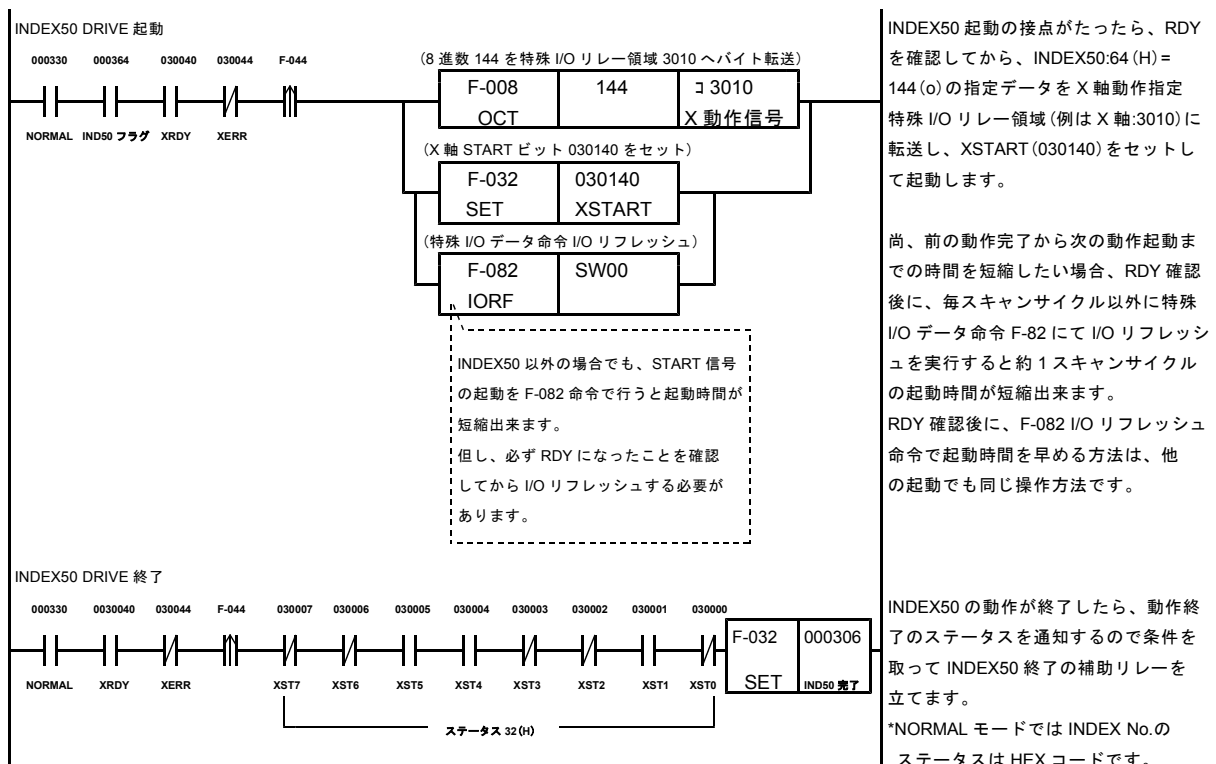 INDEX50 DRIVE 起動
000330 000364 030040 030044 F-044
NORMAL IND50 フラグ XRDY XERR
(8 進数 144 を特殊 I/O リレー領域 3010 へバイト転送)
F-008 144 コ 3010
OCT X 動作信号
(X 軸 START ビット 030140 をセット)
F-032 030140
SET XSTART
(特殊 I/O データ命令 I/O リフレッシュ)
F-082 SW00
IORF
INDEX50 以外の場合でも、START 信号
の起動を F-082 命令で行うと起動時間が
短縮出来ます。
但し、必ず RDY になったことを確認
してから I/O リフレッシュする必要が
あります。
INDEX50 起動の接点がたったら、RDY
を確認してから、INDEX50:64(H)=
144(o)の指定データを X 軸動作指定
特殊 I/O リレー領域(例は X 軸:3010)に
転送し、XSTART(030140)をセットし
て起動します。
尚、前の動作完了から次の動作起動ま
での時間を短縮したい場合、RDY 確認
後に、毎スキャンサイクル以外に特殊
I/O データ命令 F-82 にて I/O リフレッシ
ュを実行すると約 1 スキャンサイクル
の起動時間が短縮出来ます。
RDY 確認後に、F-082 I/O リフレッシュ
命令で起動時間を早める方法は、他
の起動でも同じ操作方法です。
INDEX50 DRIVE 終了
000330 0030040 030044 F-044 030007 030006 030005 030004 030003 030002 030001 030000
NORMAL XRDY XERR XST7 XST6 XST5 XST4 XST3 XST2 XST1 XST0
F-032 000306
SET IND50 完了
ステータス 32(H)
INDEX50 の動作が終了したら、動作終
了のステータスを通知するので条件を
取って INDEX50 終了の補助リレーを
立てます。
*NORMAL モードでは INDEX No.の
ステータスは HEX コードです。